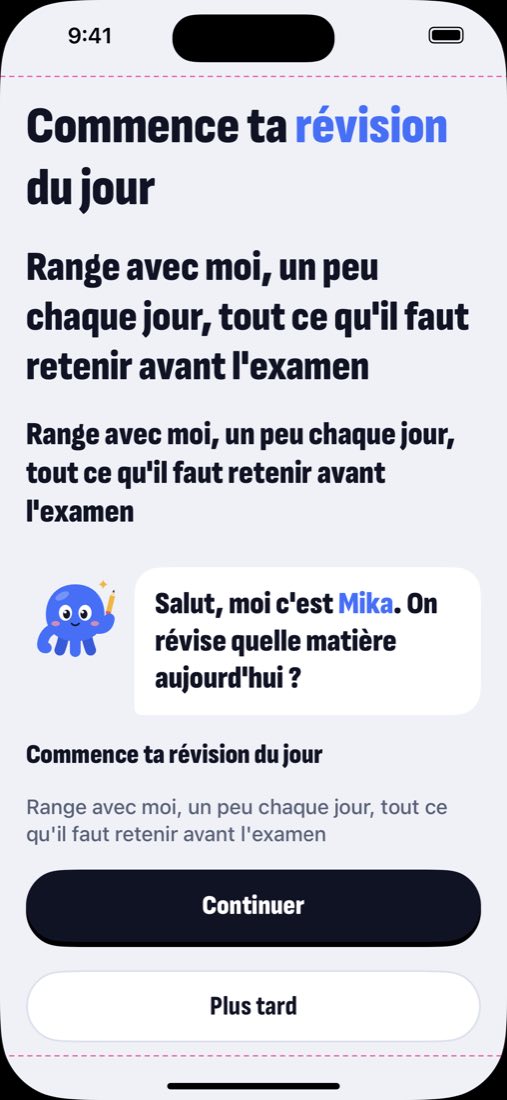 9:41
Commence ta révision
du jour
Range avec moi, un peu
chaque jour, tout ce qu'il faut
retenir avant l'examen
Range avec moi, un peu chaque jour,
tout ce qu'il faut retenir avant
l'examen
Salut, moi c'est Mika. On
révise quelle matière
aujourd'hui ?
Commence ta révision du jour
Range avec moi, un peu chaque jour, tout ce
qu'il faut retenir avant l'examen
Continuer
Plus tard